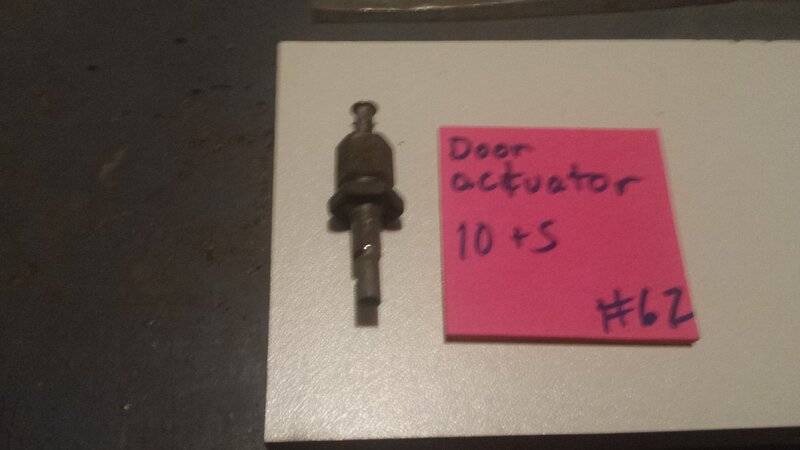 Door
actuator
10 + S
#62